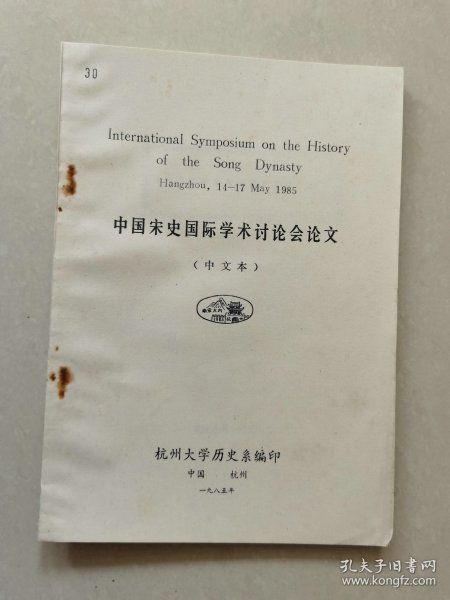 30
International Symposium on the History
of the Song Dynasty
Hangzhou, 14-17 May 1985
中国宋史国际学术讨论会论文
(中文本)
杭州大学历史系编印
中国 杭州
一九八五年
孔夫子旧书网
www.kongfz.com